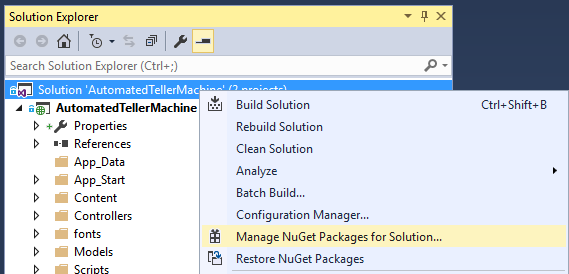 Solution Explorer
Search Solution Explorer (Ctrl+;)
Solution 'AutomatedTellerMachine' (2 projects)
AutomatedTellerMachine
Properties
References
App_Data
App_Start
Content
Controllers
fonts
Models
Scripts
Build Solution Ctrl+Shift+B
Rebuild Solution
Clean Solution
Analyze
Batch Build...
Configuration Manager...
Manage NuGet Packages for Solution...
Restore NuGet Packages